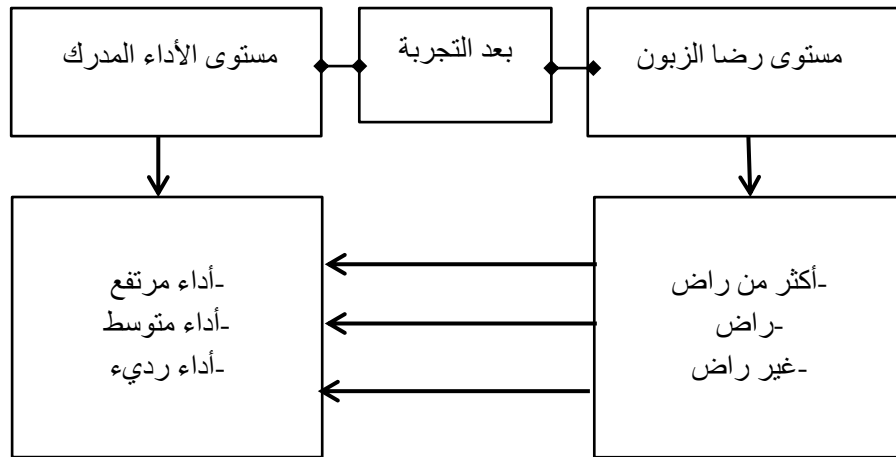 مستوى رضا الزبون
بعد التجربة
مستوى الأداء المدرك
-أكثر من راض
-راض
-غير راض
-أداء مرتفع
-أداء متوسط
-أداء رديء